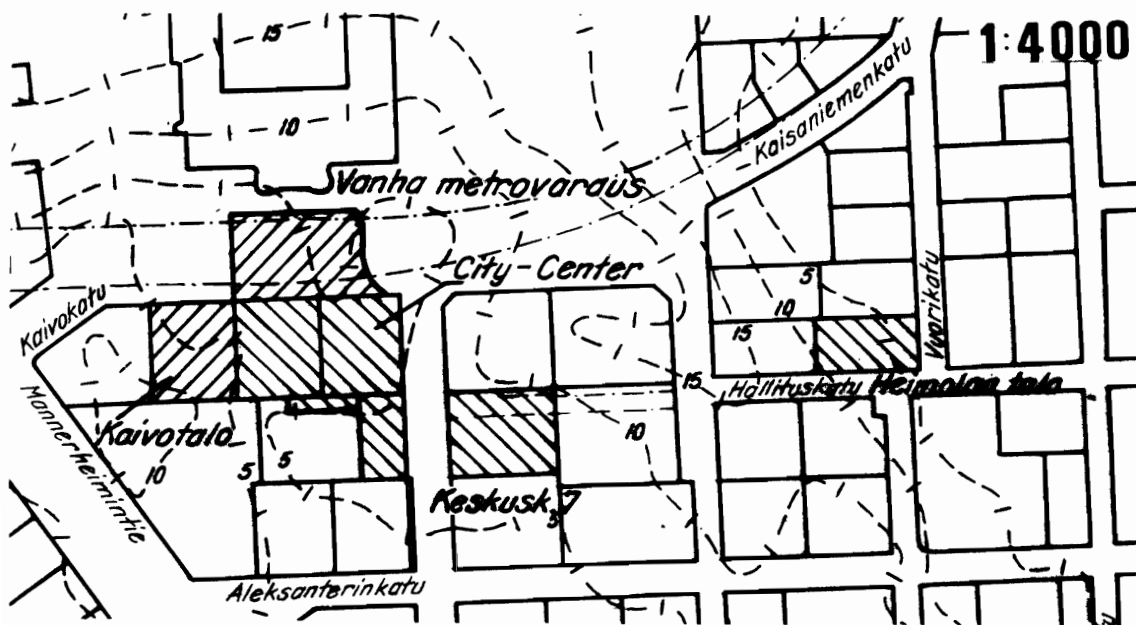 15
1:4000
10
Kaisaniemenkatu
Vanha metrovaraus
City-Center
Kaivokatu
5
10
15
Vuorikatu
Hallituskatu
Heimolan talo
15
Mannerheimintie
Kaivotalo
10
5
5
10
Keskusk. 7
5
Aleksanterinkatu